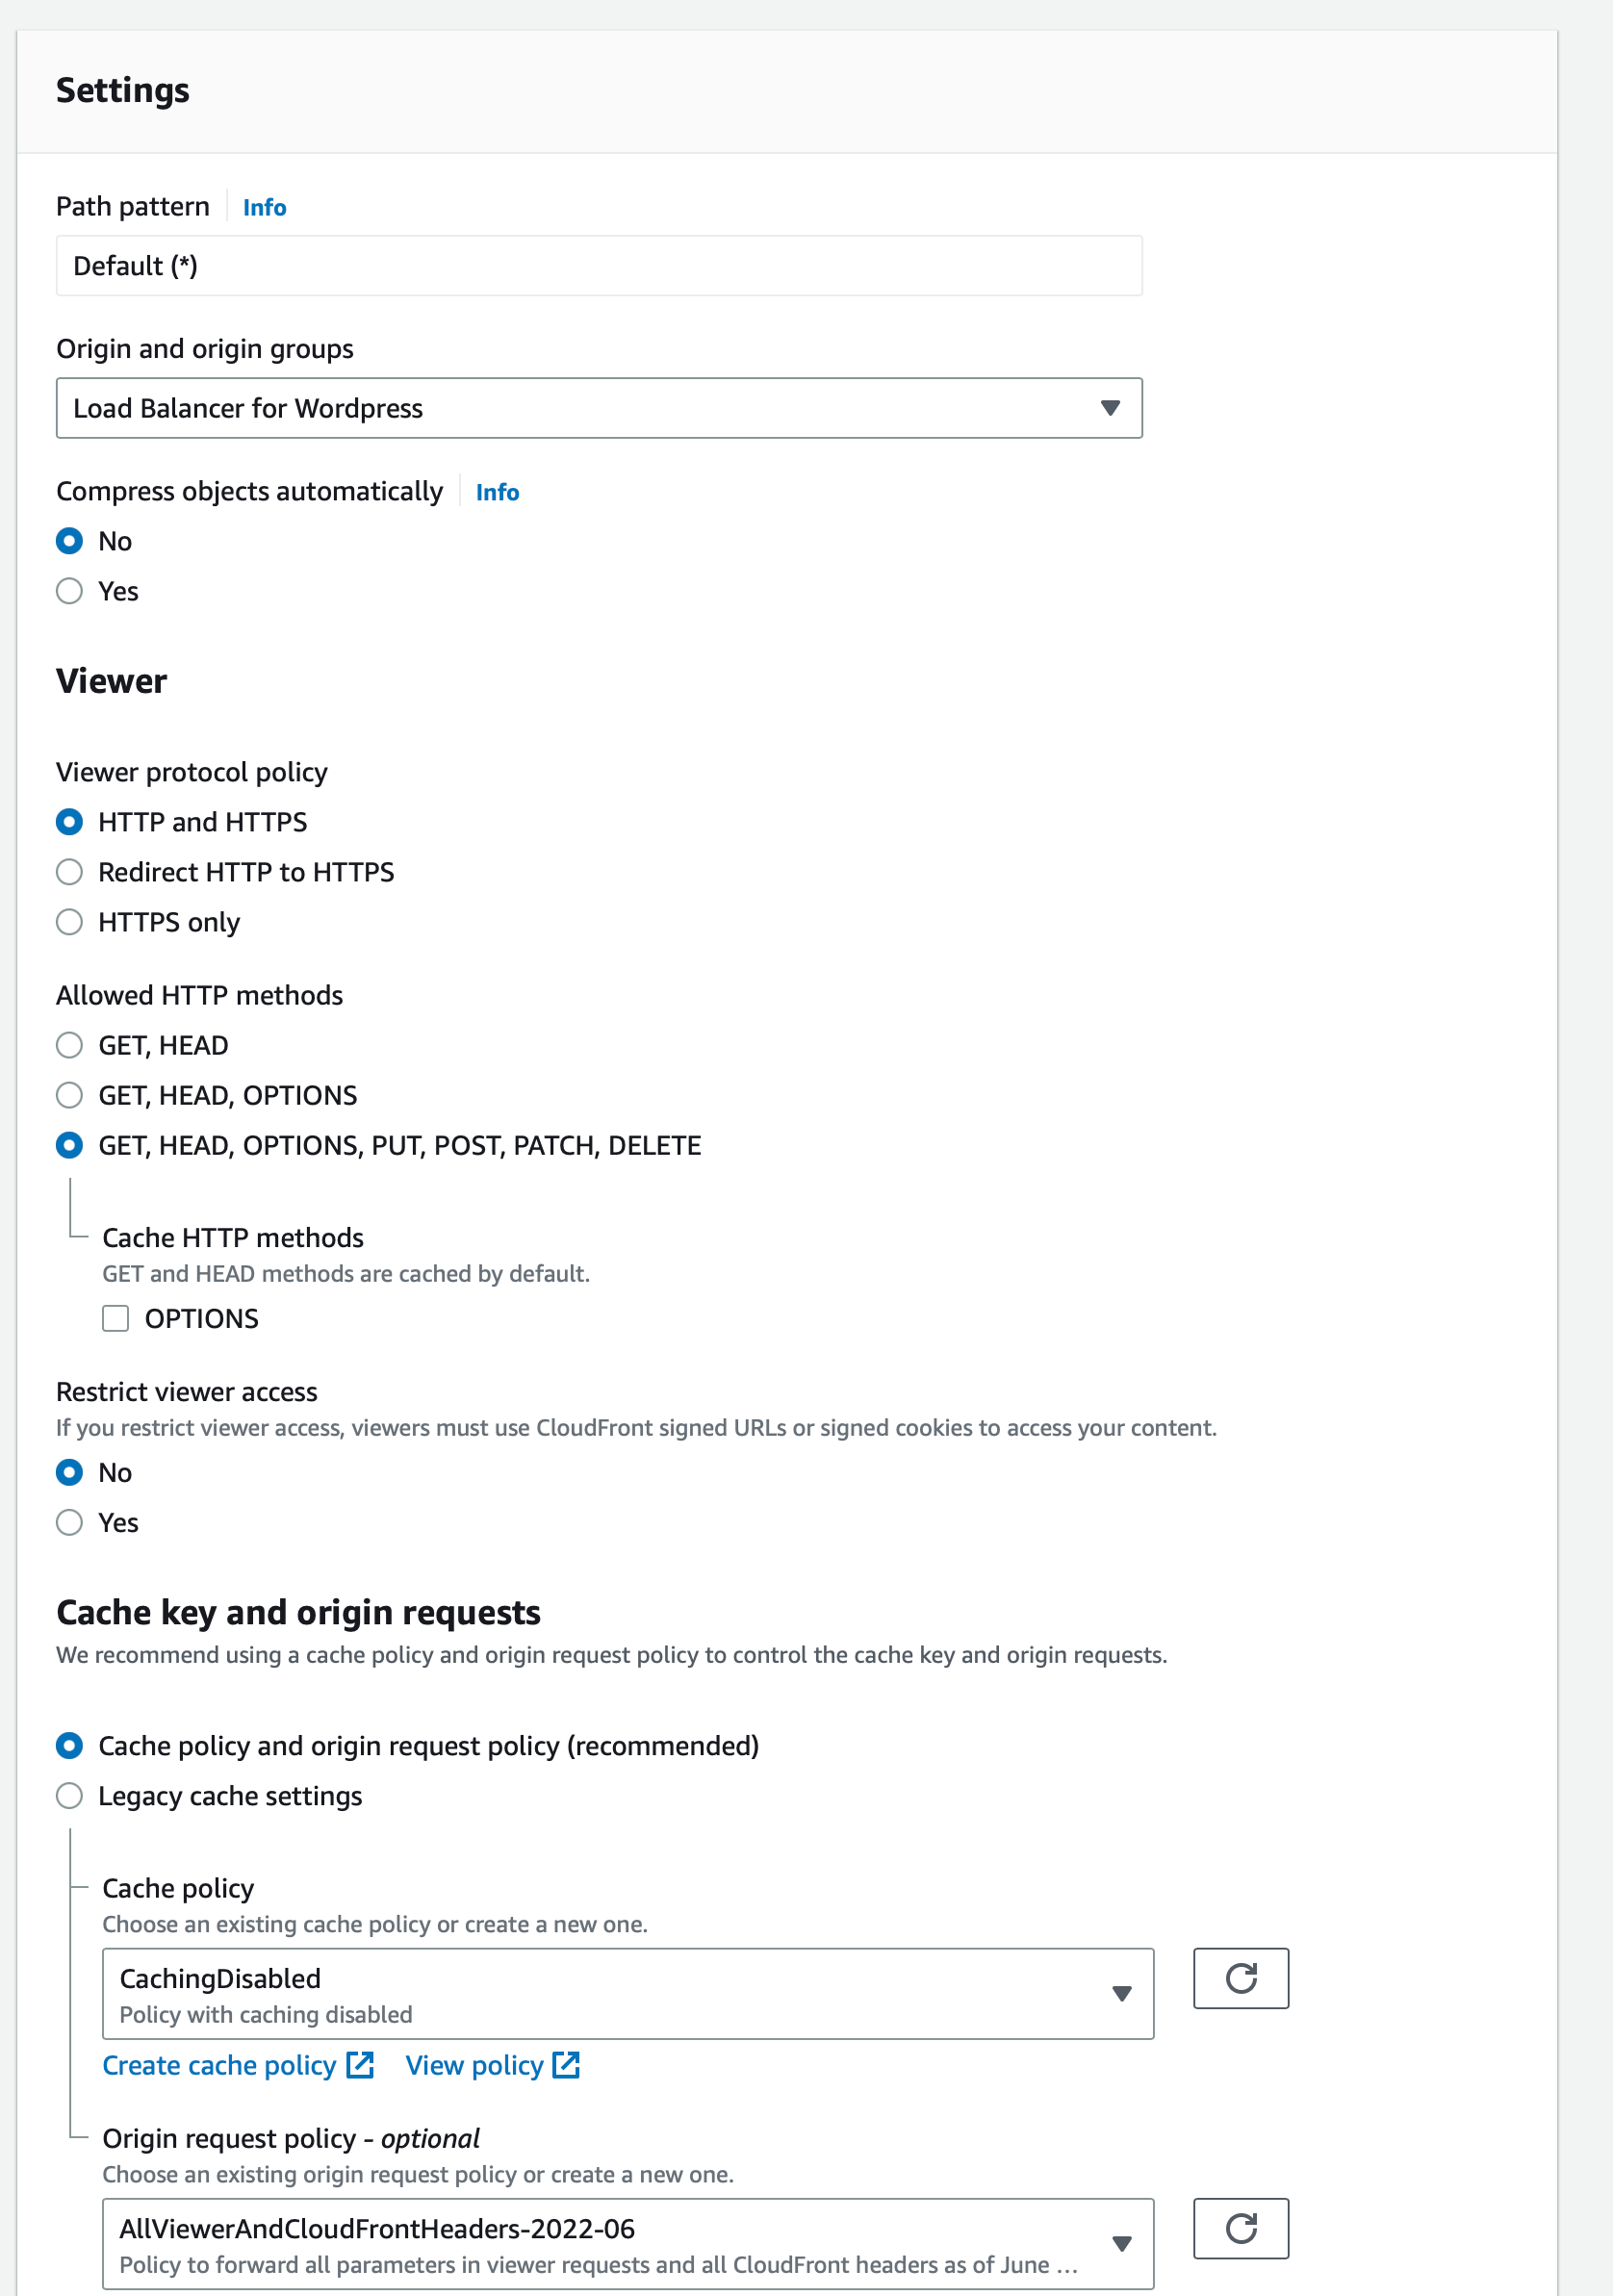 Settings
Path pattern Info
Default (*)
Origin and origin groups
Load Balancer for Wordpress
Compress objects automatically Info
No
Yes
Viewer
Viewer protocol policy
HTTP and HTTPS
Redirect HTTP to HTTPS
HTTPS only
Allowed HTTP methods
GET, HEAD
GET, HEAD, OPTIONS
GET, HEAD, OPTIONS, PUT, POST, PATCH, DELETE
Cache HTTP methods
GET and HEAD methods are cached by default.
OPTIONS
Restrict viewer access
If you restrict viewer access, viewers must use CloudFront signed URLs or signed cookies to access your content.
No
Yes
Cache key and origin requests
We recommend using a cache policy and origin request policy to control the cache key and origin requests.
Cache policy and origin request policy (recommended)
Legacy cache settings
Cache policy
Choose an existing cache policy or create a new one.
CachingDisabled
Policy with caching disabled
Create cache policy View policy
Origin request policy - optional
Choose an existing origin request policy or create a new one.
AllViewerAndCloudFrontHeaders-2022-06
Policy to forward all parameters in viewer requests and all CloudFront headers as of June ...